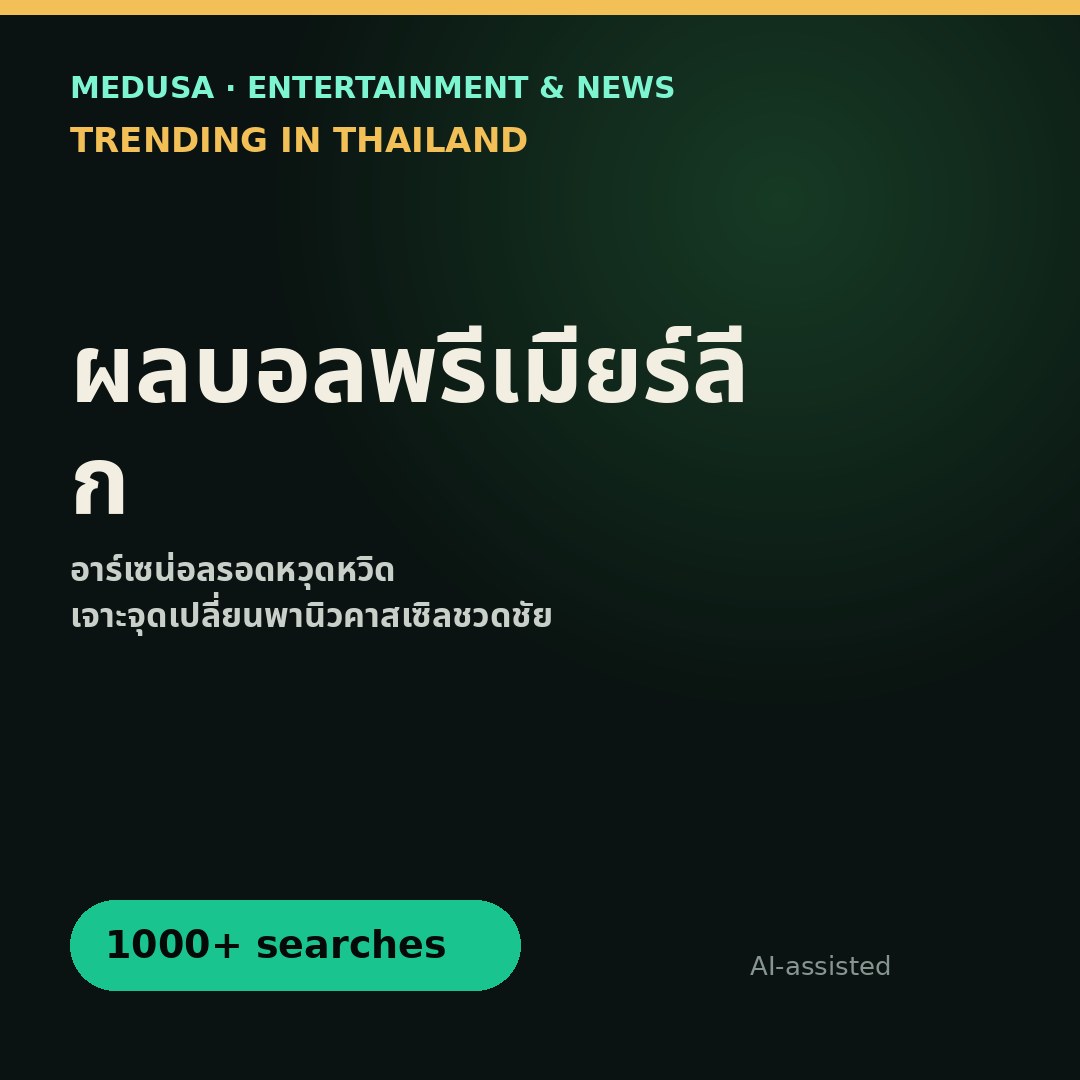 MEDUSA · ENTERTAINMENT & NEWS
TRENDING IN THAILAND
ผลบอลพรีเมียร์ลี
ก
อาร์เซน่อลรอดหวุดหวิด
เจาะจุดเปลี่ยนพานิวคาสเซิลชวดชัย
1000+ searches
AI-assisted